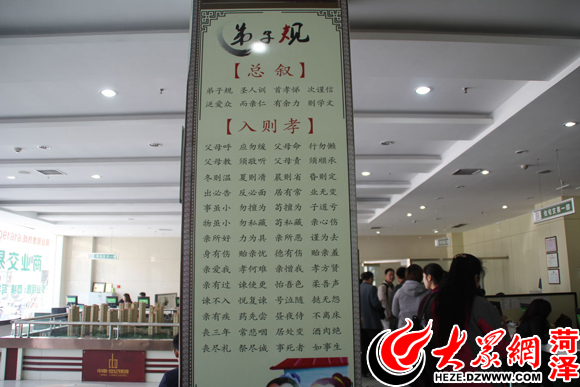 弟子规
【总叙】
弟子规 圣人训 首孝悌 次谨信
泛爱众 而亲仁 有余力 则学文
【入则孝】
父母呼 应勿缓 父母命 行勿懒
父母教 须敬听 父母责 须顺承
冬则温 夏则凊 晨则省 昏则定
出必告 反必面 居有常 业无变
事虽小 勿擅为 苟擅为 子道亏
物虽小 勿私藏 苟私藏 亲心伤
亲所好 力为具 亲所恶 谨为去
身有伤 贻亲忧 德有伤 贻亲羞
亲爱我 孝何难 亲憎我 孝方贤
亲有过 谏使更 怡吾色 柔吾声
谏不入 悦复谏 号泣随 挞无怨
亲有疾 药先尝 昼夜侍 不离床
丧三年 常悲咽 居处变 酒肉绝
丧尽礼 祭尽诚 事死者 如事生
商业交易
大众網
菏泽
HEZE.DZWWW.COM